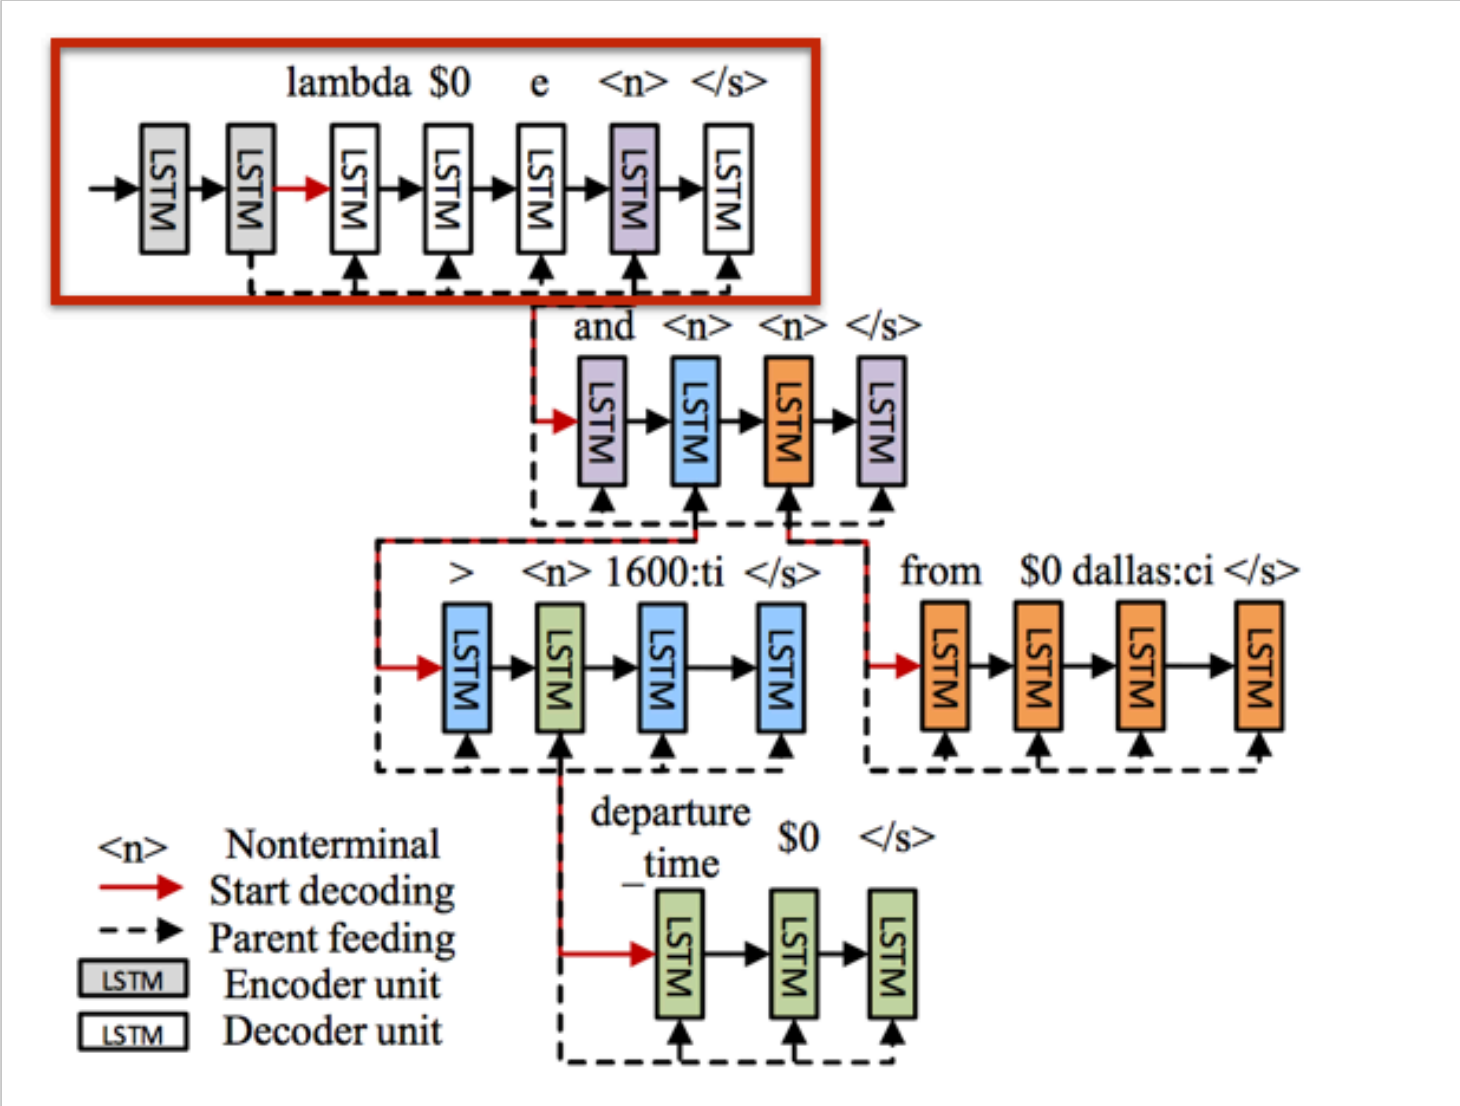 lambda $0 e <n> </s>
LSTM LSTM LSTM LSTM LSTM LSTM LSTM
and <n> <n> </s>
LSTM LSTM LSTM LSTM
> <n> 1600:ti </s>
LSTM LSTM LSTM LSTM
from $0 dallas:ci </s>
LSTM LSTM LSTM LSTM
departure
_time $0 </s>
LSTM LSTM LSTM
<n> Nonterminal
Start decoding
Parent feeding
LSTM Encoder unit
LSTM Decoder unit